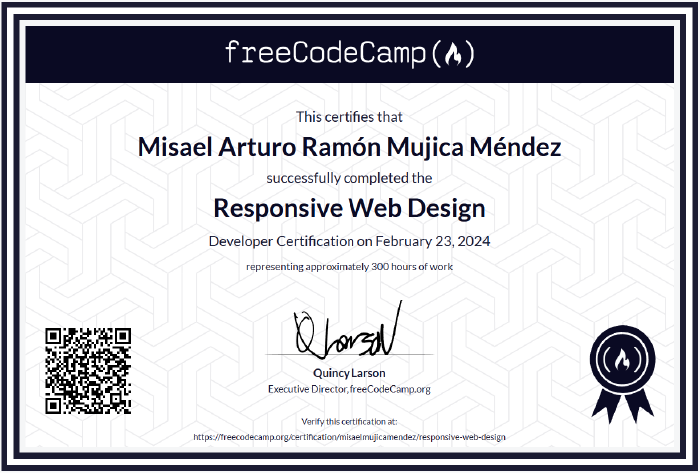 freeCodeCamp
This certifies that
Misael Arturo Ramón Mujica Méndez
successfully completed the
Responsive Web Design
Developer Certification on February 23, 2024
representing approximately 300 hours of work
Quincy Larson
Executive Director, freeCodeCamp.org
Verify this certification at:
https://freecodecamp.org/certification/misaelmujicamendez/responsive-web-design